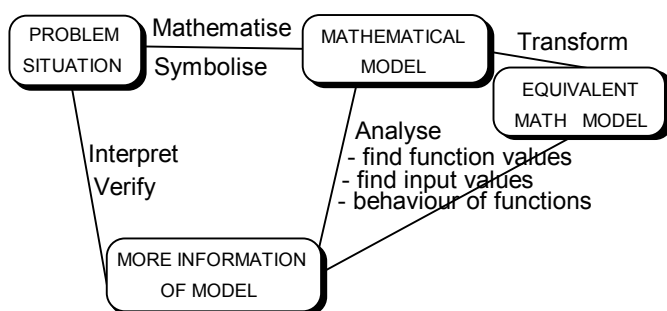 PROBLEM
SITUATION
Mathematise
Symbolise
MATHEMATICAL
MODEL
Transform
EQUIVALENT
MATH MODEL
Analyse
- find function values
- find input values
- behaviour of functions
Interpret
Verify
MORE INFORMATION
OF MODEL